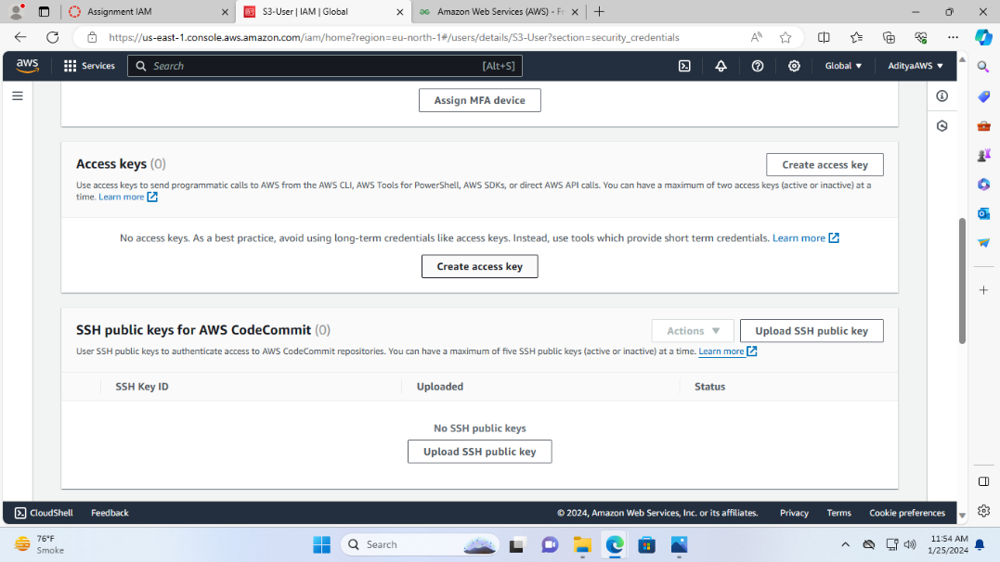 Assignment IAM
S3-User | IAM | Global
Amazon Web Services (AWS) - Fr
https://us-east-1.console.aws.amazon.com/iam/home?region=eu-north-1#/users/details/S3-User?section=security_credentials
aws
Services
Search
[Alt+S]
Global
AdityaAWS
Assign MFA device
Access keys (0)
Create access key
Use access keys to send programmatic calls to AWS from the AWS CLI, AWS Tools for PowerShell, AWS SDKs, or direct AWS API calls. You can have a maximum of two access keys (active or inactive) at a
time. Learn more
No access keys. As a best practice, avoid using long-term credentials like access keys. Instead, use tools which provide short term credentials. Learn more
Create access key
SSH public keys for AWS CodeCommit (0)
Actions
Upload SSH public key
User SSH public keys to authenticate access to AWS CodeCommit repositories. You can have a maximum of five SSH public keys (active or inactive) at a time. Learn more
SSH Key ID
Uploaded
Status
No SSH public keys
Upload SSH public key
CloudShell
Feedback
© 2024, Amazon Web Services, Inc. or its affiliates.
Privacy
Terms
Cookie preferences
76°F
Smoke
Search
11:54 AM
1/25/2024